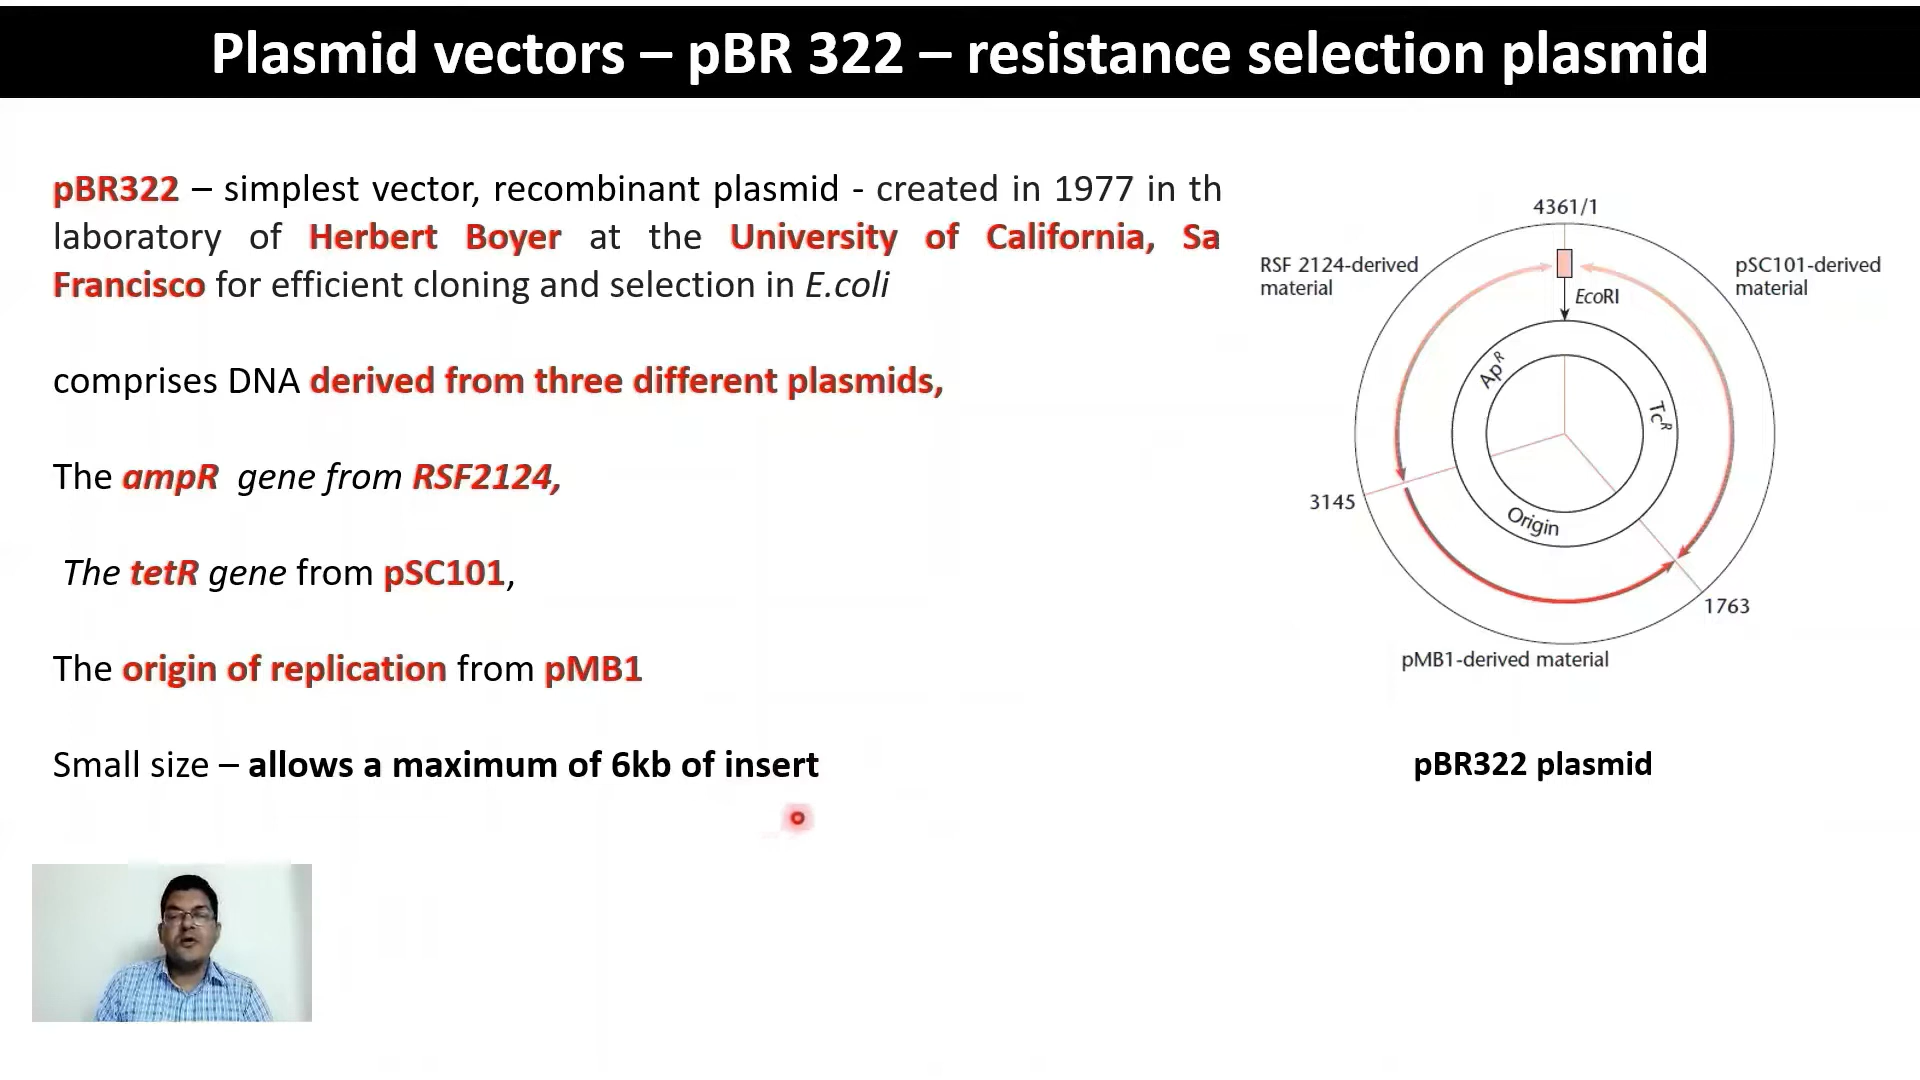 Plasmid vectors – pBR 322 – resistance selection plasmid
pBR322 – simplest vector, recombinant plasmid - created in 1977 in th
laboratory of Herbert Boyer at the University of California, Sa
Francisco for efficient cloning and selection in E.coli
comprises DNA derived from three different plasmids,
The ampR gene from RSF2124,
The tetR gene from pSC101,
The origin of replication from pMB1
Small size – allows a maximum of 6kb of insert
4361/1
RSF 2124-derived
material
pSC101-derived
material
EcoRI
ApR
TcR
Origin
3145
1763
pMB1-derived material
pBR322 plasmid